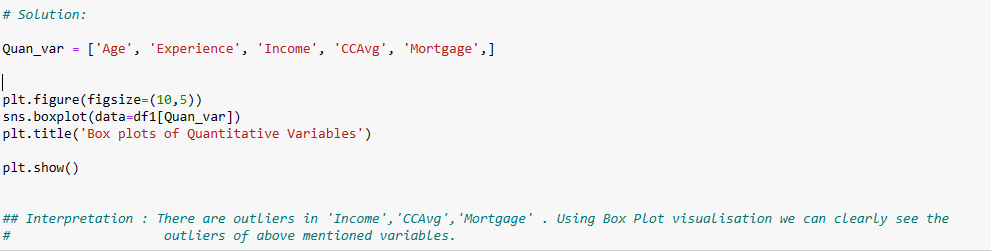 # Solution:
Quan_var = ['Age', 'Experience', 'Income', 'CCAvg', 'Mortgage',]
plt.figure(figsize=(10,5))
sns.boxplot(data=df1[Quan_var])
plt.title('Box plots of Quantitative Variables')
plt.show()
## Interpretation : There are outliers in 'Income','CCAvg','Mortgage' . Using Box Plot visualisation we can clearly see the
#                    outliers of above mentioned variables.